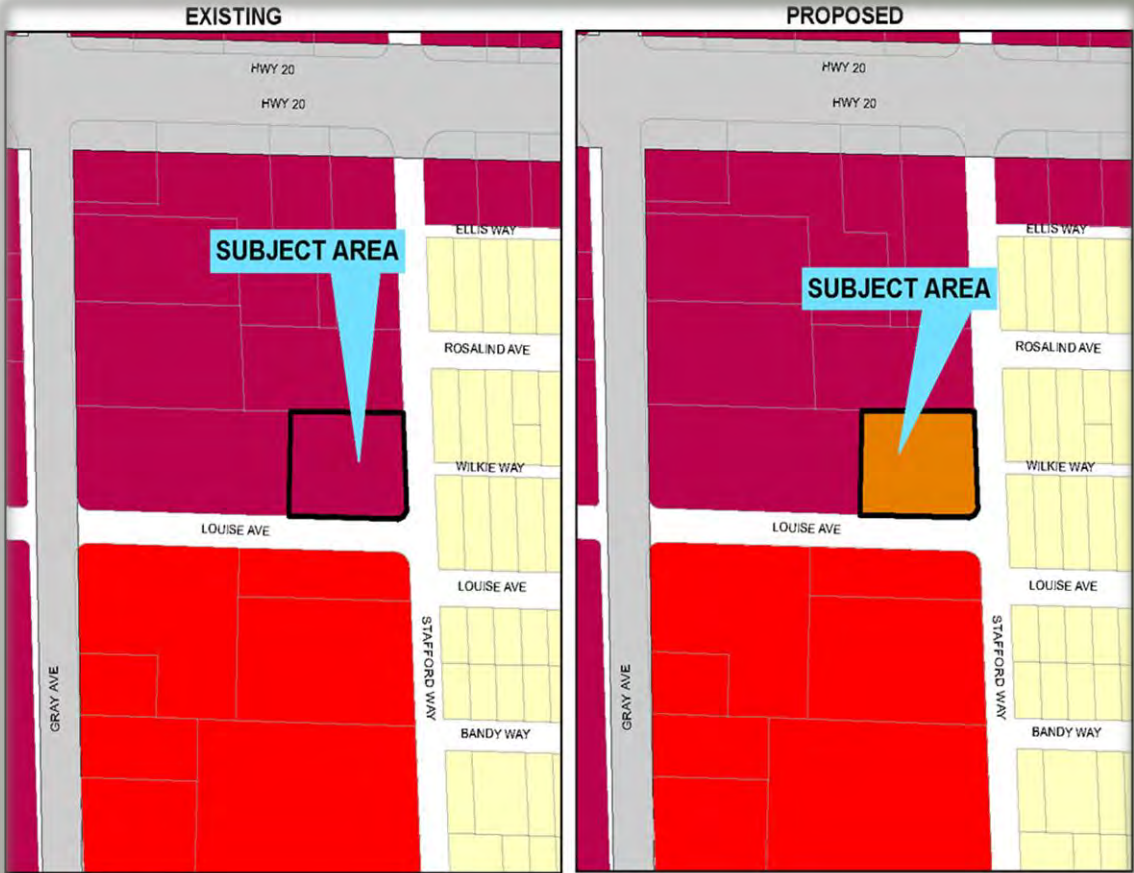 EXISTING
HWY 20
HWY 20
ELLIS WAY
SUBJECT AREA
ROSALIND AVE
WILKIE WAY
LOUISE AVE
LOUISE AVE
STAFFORD WAY
GRAY AVE
BANDY WAY
PROPOSED
HWY 20
HWY 20
ELLIS WAY
SUBJECT AREA
ROSALIND AVE
WILKIE WAY
LOUISE AVE
LOUISE AVE
STAFFORD WAY
GRAY AVE
BANDY WAY